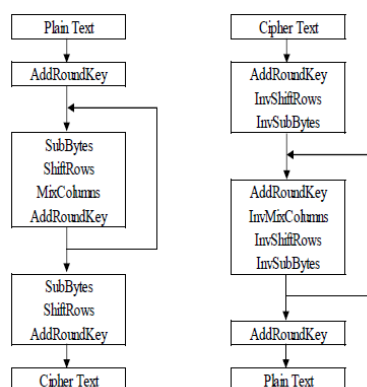 Plain Text
AddRoundKey
SubBytes
ShiftRows
MixColumns
AddRoundKey
SubBytes
ShiftRows
AddRoundKey
Cipher Text
Cipher Text
AddRoundKey
InvShiftRows
InvSubBytes
AddRoundKey
InvMixColumns
InvShiftRows
InvSubBytes
AddRoundKey
Plain Text